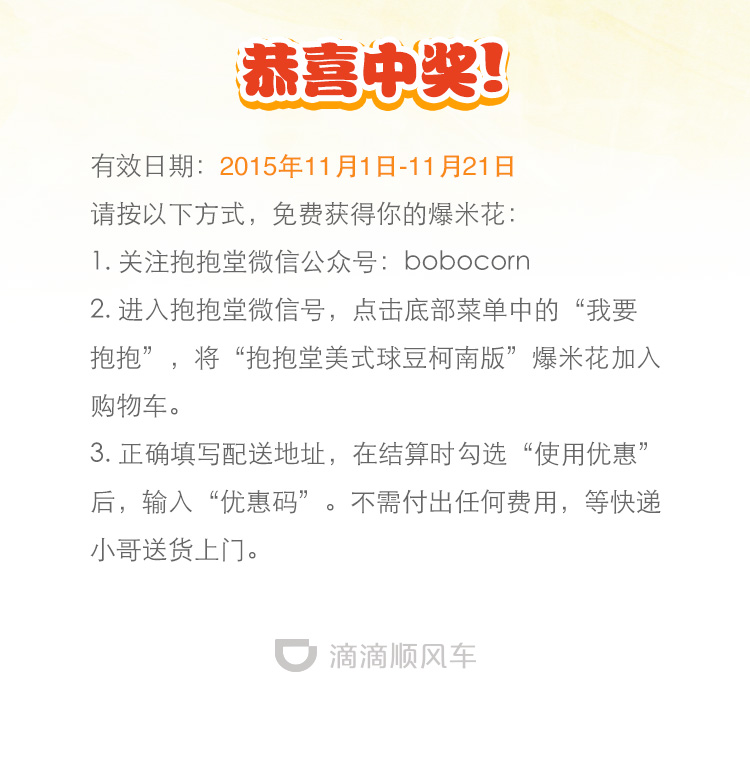 恭喜中奖!
有效日期：2015年11月1日-11月21日
请按以下方式，免费获得你的爆米花：
1. 关注抱抱堂微信公众号：bobocorn
2. 进入抱抱堂微信号，点击底部菜单中的“我要
抱抱”，将“抱抱堂美式球豆柯南版”爆米花加入
购物车。
3. 正确填写配送地址，在结算时勾选“使用优惠”
后，输入“优惠码”。不需付出任何费用，等快递
小哥送货上门。
滴滴顺风车